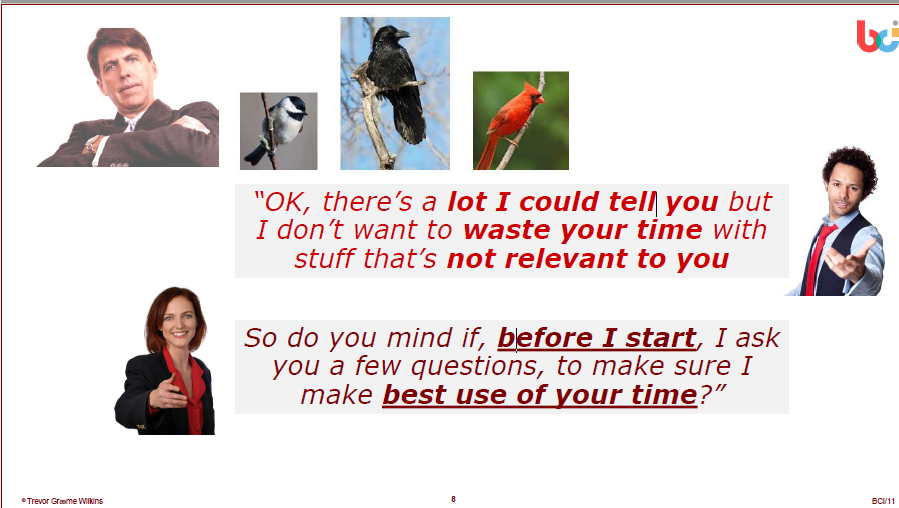 bci
“OK, there’s a lot I could tell you but
I don’t want to waste your time with
stuff that’s not relevant to you
So do you mind if, before I start, I ask
you a few questions, to make sure I
make best use of your time?”
© Trevor Græme Wilkins
8
BCI/11